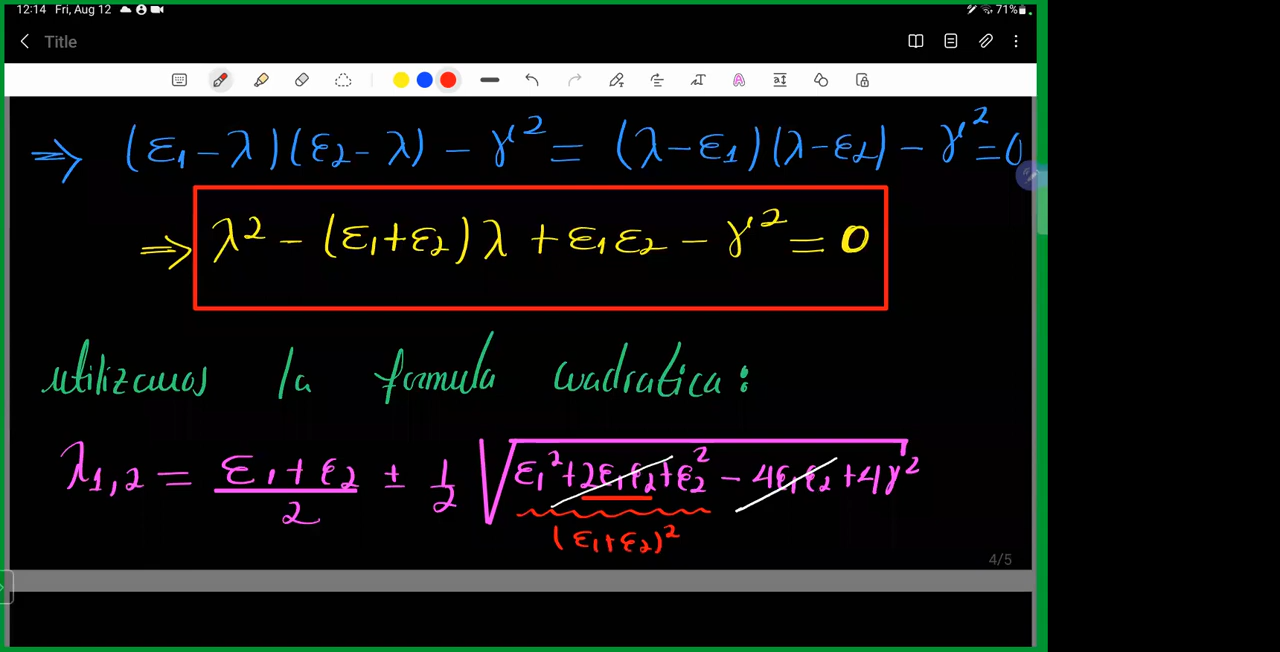 12:14 Fri, Aug 12 71%
Title
⇒ (ε₁ - λ)(ε₂ - λ) - γ² = (λ - ε₁)(λ - ε₂) - γ² = 0
⇒ λ² - (ε₁+ε₂)λ + ε₁ε₂ - γ² = 0
utilizamos la formula cuadratica:
λ₁,₂ = (ε₁+ε₂)/2 ± 1/2 √(ε₁² + 2ε₁ε₂ + ε₂² - 4ε₁ε₂ + 4γ²)
(ε₁+ε₂)²
4/5